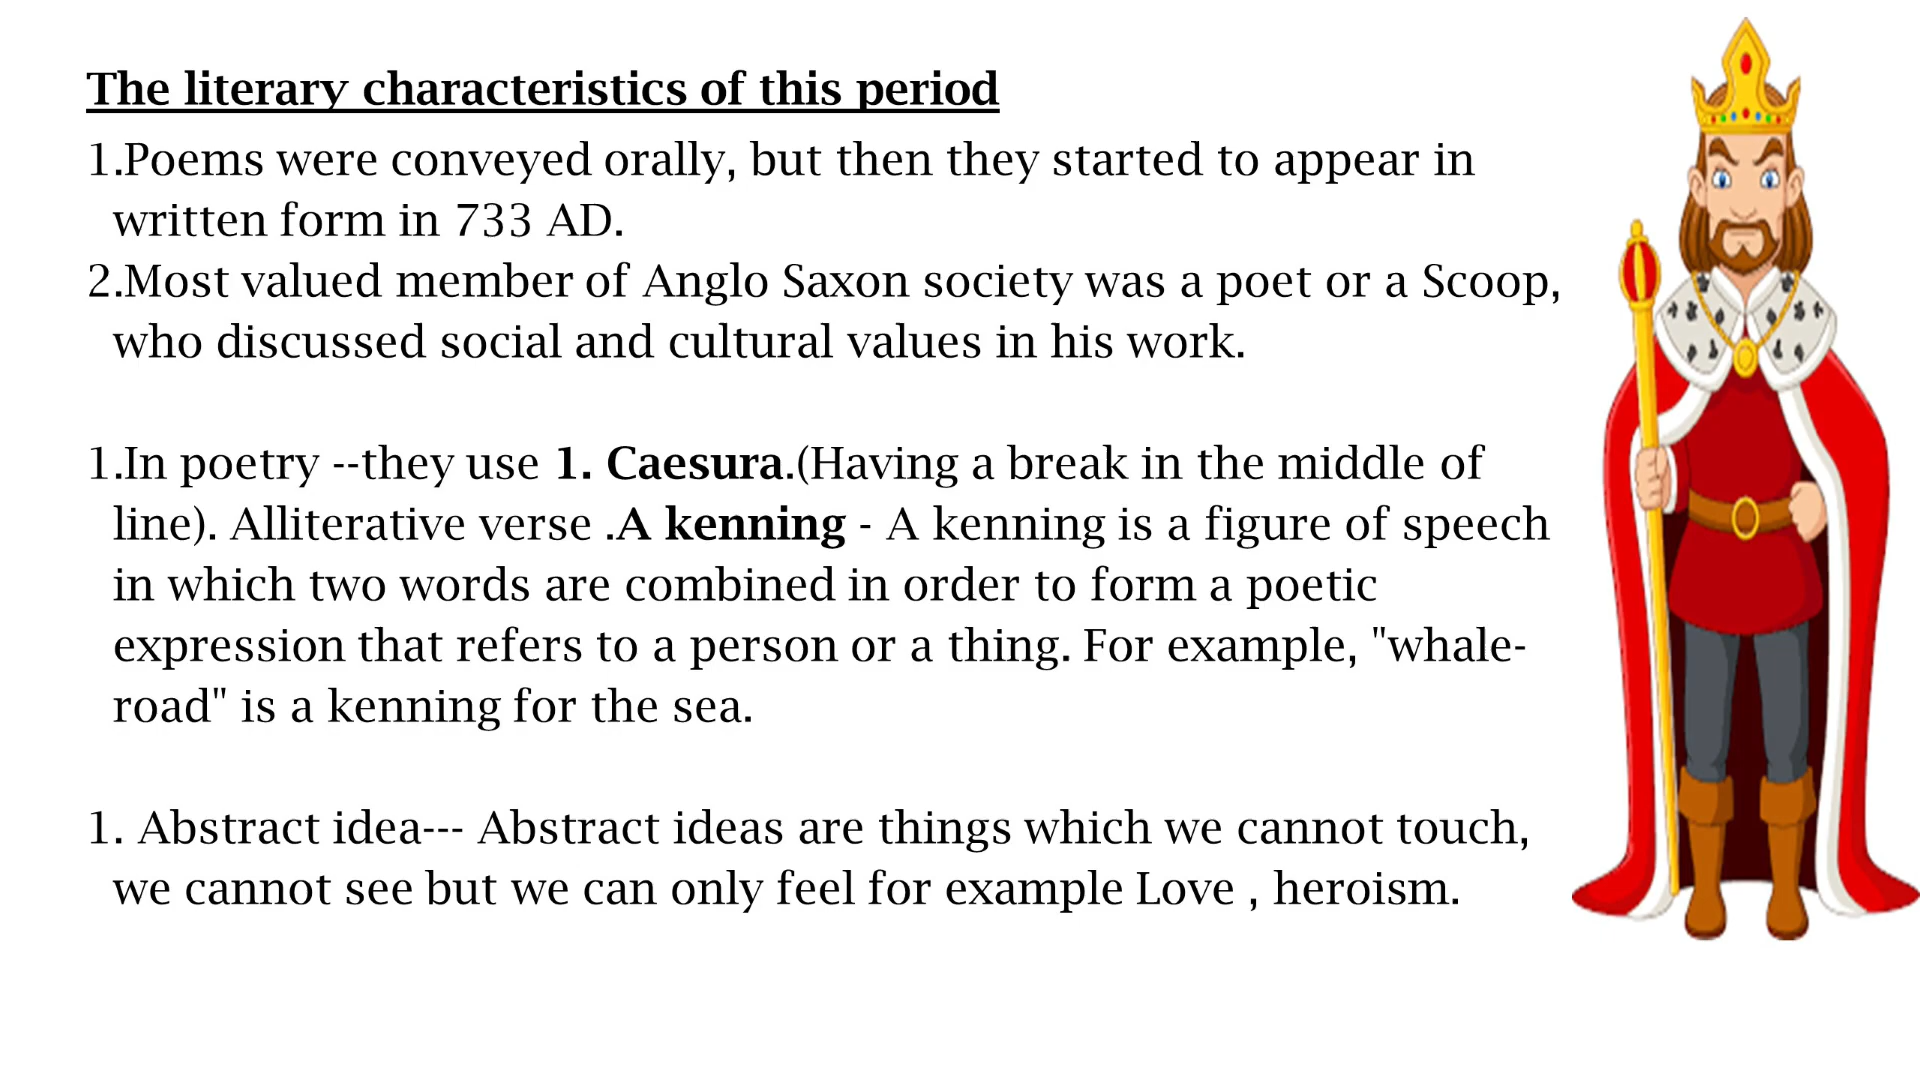 The literary characteristics of this period
1.Poems were conveyed orally, but then they started to appear in
written form in 733 AD.
2.Most valued member of Anglo Saxon society was a poet or a Scoop,
who discussed social and cultural values in his work.
1.In poetry --they use 1. Caesura.(Having a break in the middle of
line). Alliterative verse .A kenning - A kenning is a figure of speech
in which two words are combined in order to form a poetic
expression that refers to a person or a thing. For example, "whale-
road" is a kenning for the sea.
1. Abstract idea--- Abstract ideas are things which we cannot touch,
we cannot see but we can only feel for example Love , heroism.